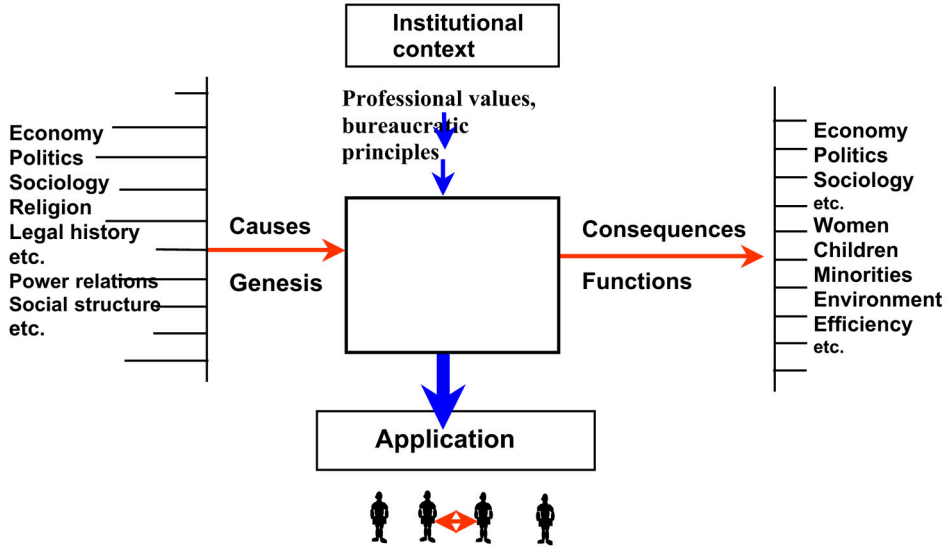 Institutional
context
Professional values,
bureaucratic
principles
Economy
Politics
Sociology
Religion
Legal history
etc.
Power relations
Social structure
etc.
Causes
Genesis
Consequences
Functions
Economy
Politics
Sociology
etc.
Women
Children
Minorities
Environment
Efficiency
etc.
Application